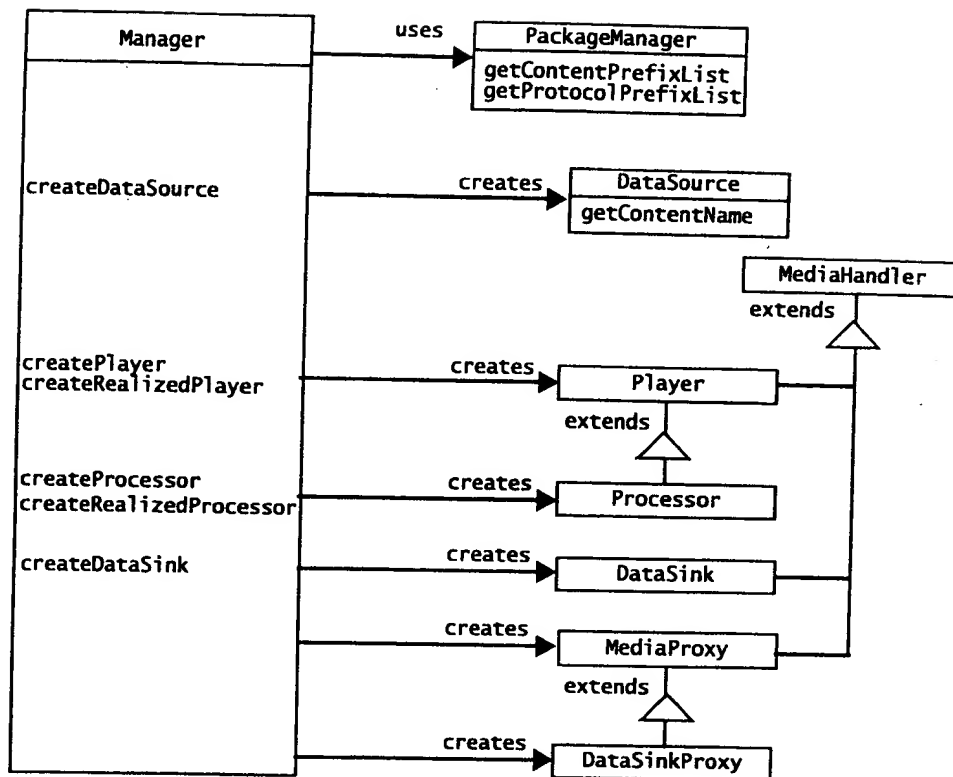 Manager
uses
PackageManager
getContentPrefixList
getProtocolPrefixList
createDataSource
creates
DataSource
getContentName
MediaHandler
extends
createPlayer
createRealizedPlayer
creates
Player
extends
createProcessor
createRealizedProcessor
creates
Processor
createDataSink
creates
DataSink
creates
MediaProxy
extends
creates
DataSinkProxy